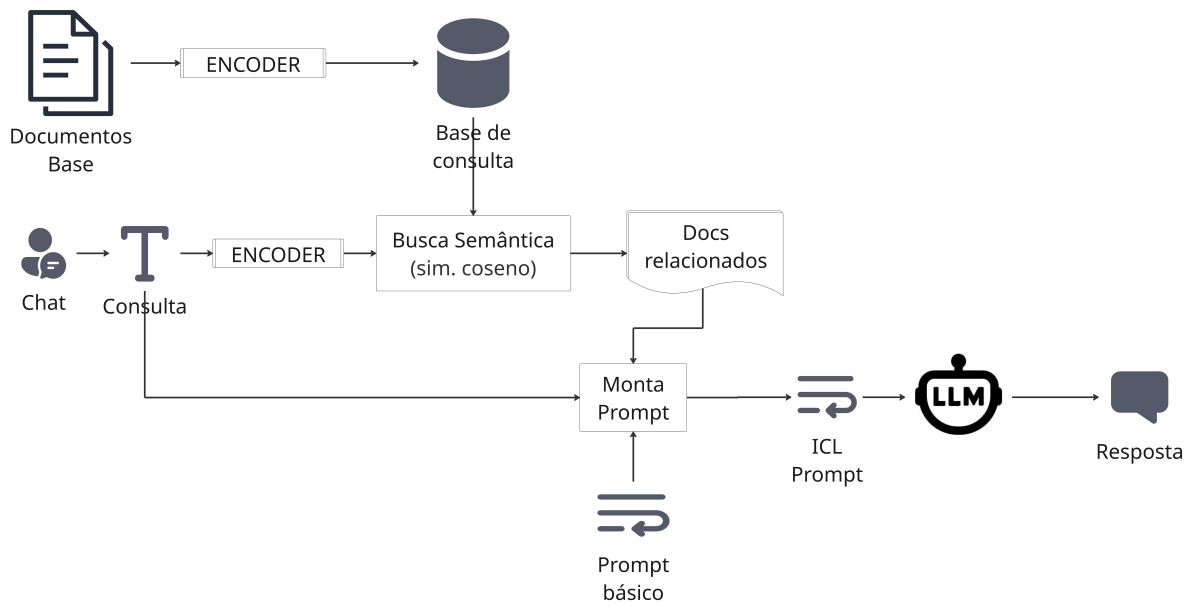 ENCODER
Documentos
Base
Base de
consulta
Chat
Consulta
ENCODER
Busca Semântica
(sim. coseno)
Docs
relacionados
Monta
Prompt
ICL
Prompt
LLM
Resposta
Prompt
básico